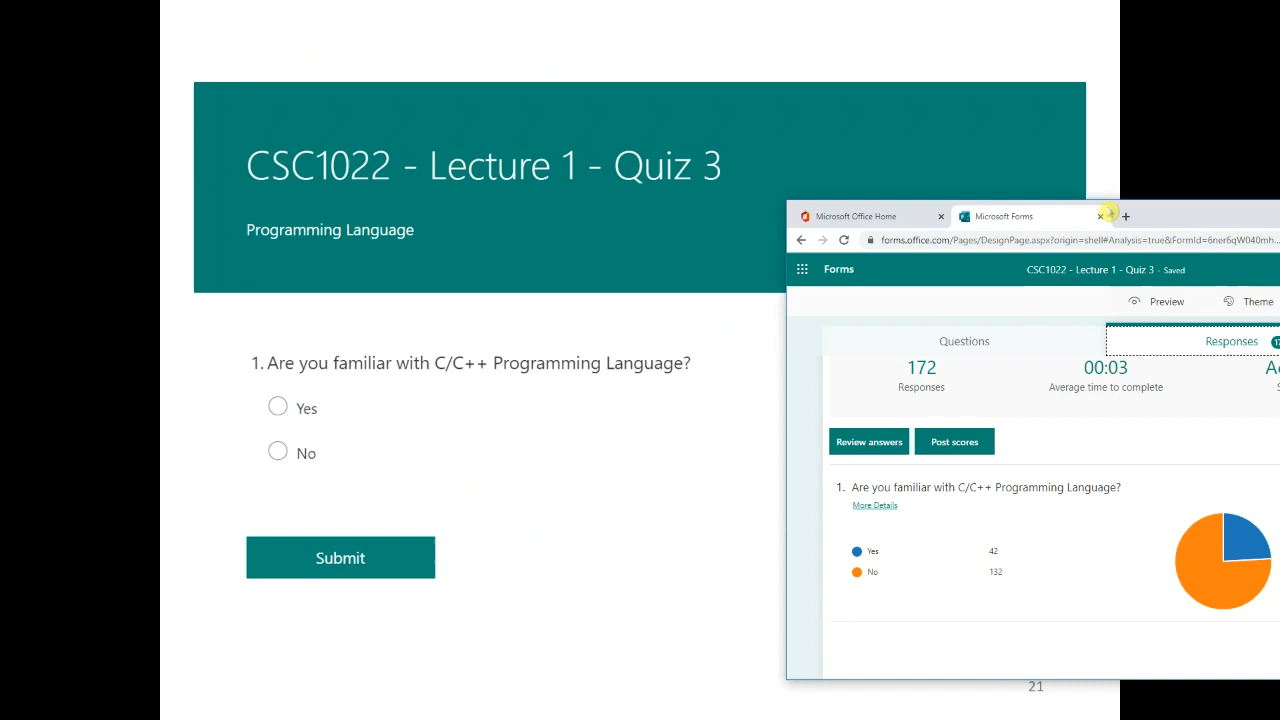 CSC1022 - Lecture 1 - Quiz 3
Programming Language
1. Are you familiar with C/C++ Programming Language?
Yes
No
Submit
Microsoft Office Home
Microsoft Forms
forms.office.com/Pages/DesignPage.aspx?origin=shell#Analysis=true&FormId=6ner6qW040mh...
Forms
CSC1022 - Lecture 1 - Quiz 3 - Saved
Preview
Theme
Questions
Responses
172
00:03
Responses
Average time to complete
Review answers
Post scores
1. Are you familiar with C/C++ Programming Language?
More Details
Yes 42
No 132
21